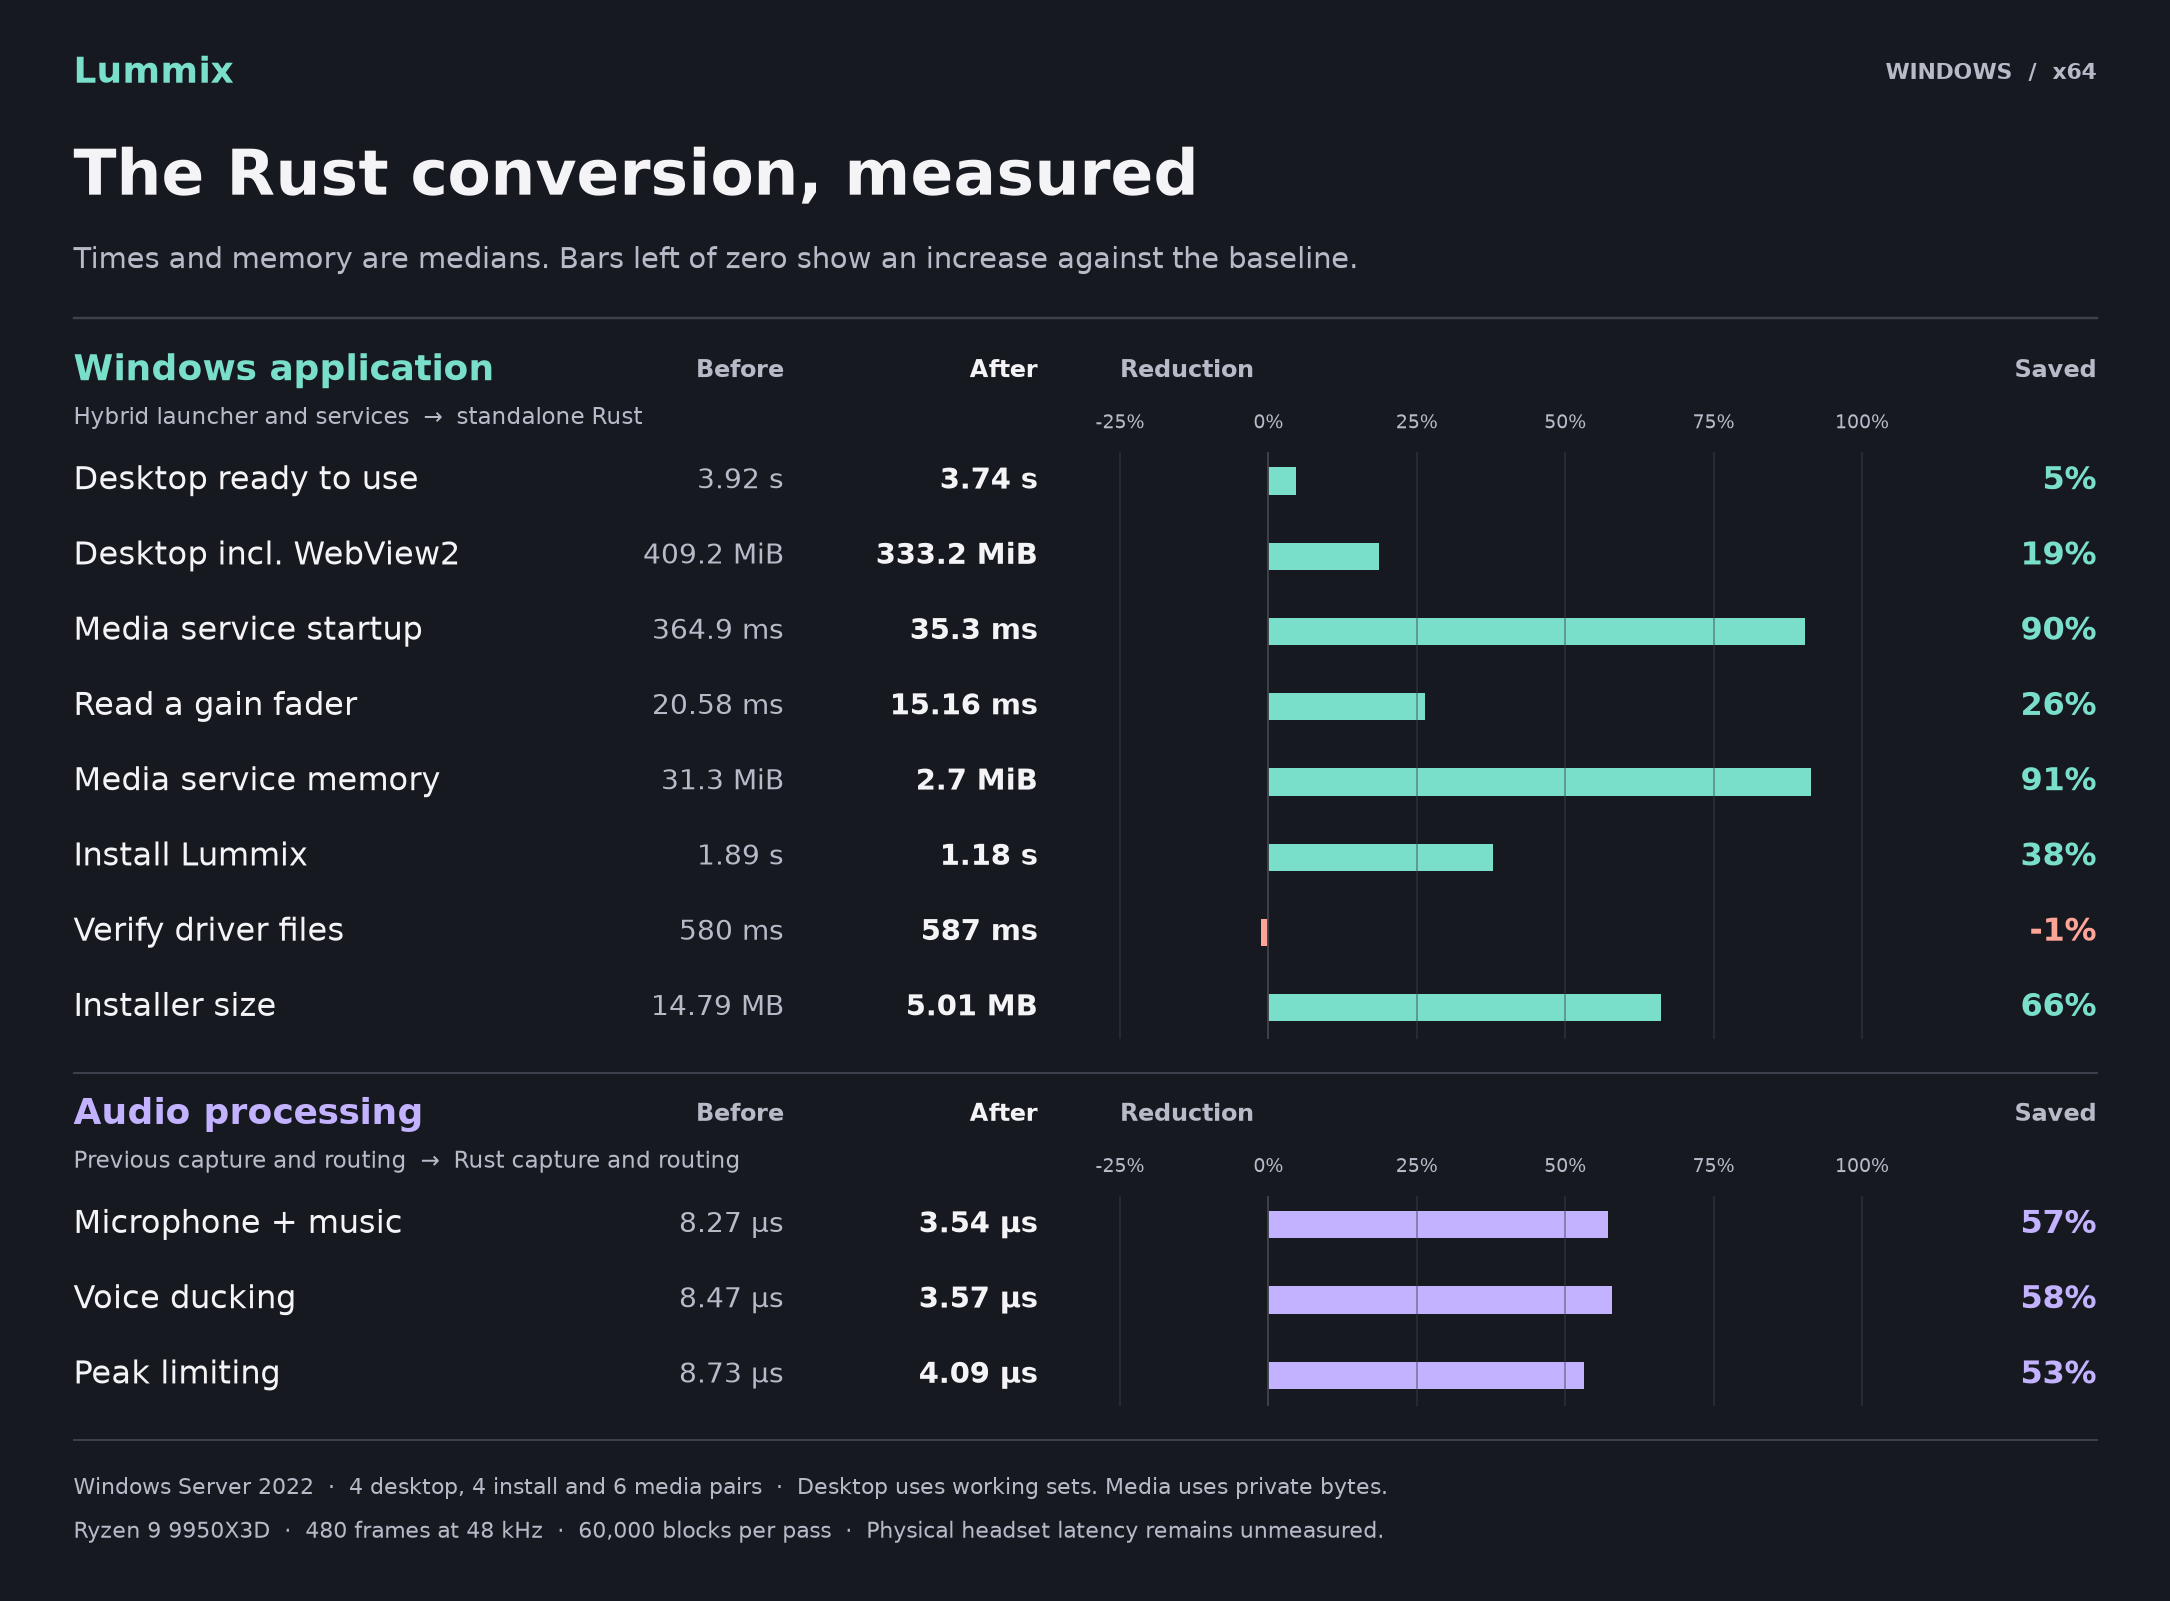 Lummix
WINDOWS / x64
The Rust conversion, measured
Times and memory are medians. Bars left of zero show an increase against the baseline.
Windows application Before After Reduction Saved
Hybrid launcher and services → standalone Rust
-25% 0% 25% 50% 75% 100%
Desktop ready to use 3.92 s 3.74 s 5%
Desktop incl. WebView2 409.2 MiB 333.2 MiB 19%
Media service startup 364.9 ms 35.3 ms 90%
Read a gain fader 20.58 ms 15.16 ms 26%
Media service memory 31.3 MiB 2.7 MiB 91%
Install Lummix 1.89 s 1.18 s 38%
Verify driver files 580 ms 587 ms -1%
Installer size 14.79 MB 5.01 MB 66%
Audio processing Before After Reduction Saved
Previous capture and routing → Rust capture and routing
-25% 0% 25% 50% 75% 100%
Microphone + music 8.27 µs 3.54 µs 57%
Voice ducking 8.47 µs 3.57 µs 58%
Peak limiting 8.73 µs 4.09 µs 53%
Windows Server 2022 · 4 desktop, 4 install and 6 media pairs · Desktop uses working sets. Media uses private bytes.
Ryzen 9 9950X3D · 480 frames at 48 kHz · 60,000 blocks per pass · Physical headset latency remains unmeasured.